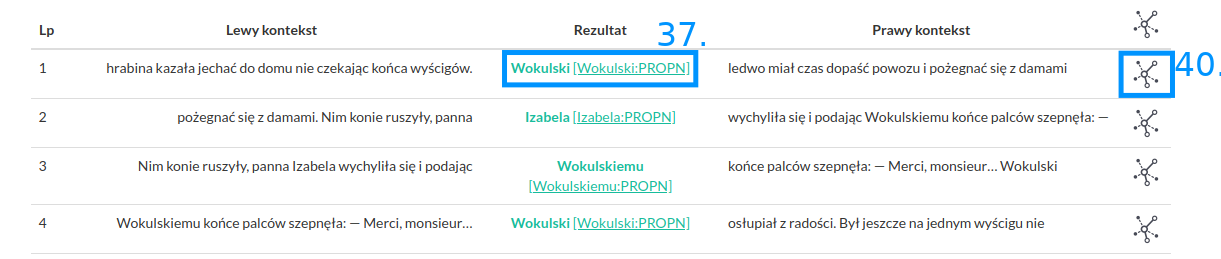 Lp Lewy kontekst Rezultat 37. Prawy kontekst
1 hrabina kazała jechać do domu nie czekając końca wyścigów. Wokulski [Wokulski:PROPN] ledwo miał czas dopaść powozu i pożegnać się z damami 40.
2 pożegnać się z damami. Nim konie ruszyły, panna Izabela [Izabela:PROPN] wychyliła się i podając Wokulskiemu końce palców szepnęła: —
3 Nim konie ruszyły, panna Izabela wychyliła się i podając Wokulskiemu końce palców szepnęła: — Merci, monsieur... Wokulski
[Wokulskiemu:PROPN]
4 Wokulskiemu końce palców szepnęła: — Merci, monsieur... Wokulski [Wokulski:PROPN] osłupiał z radości. Był jeszcze na jednym wyścigu nie